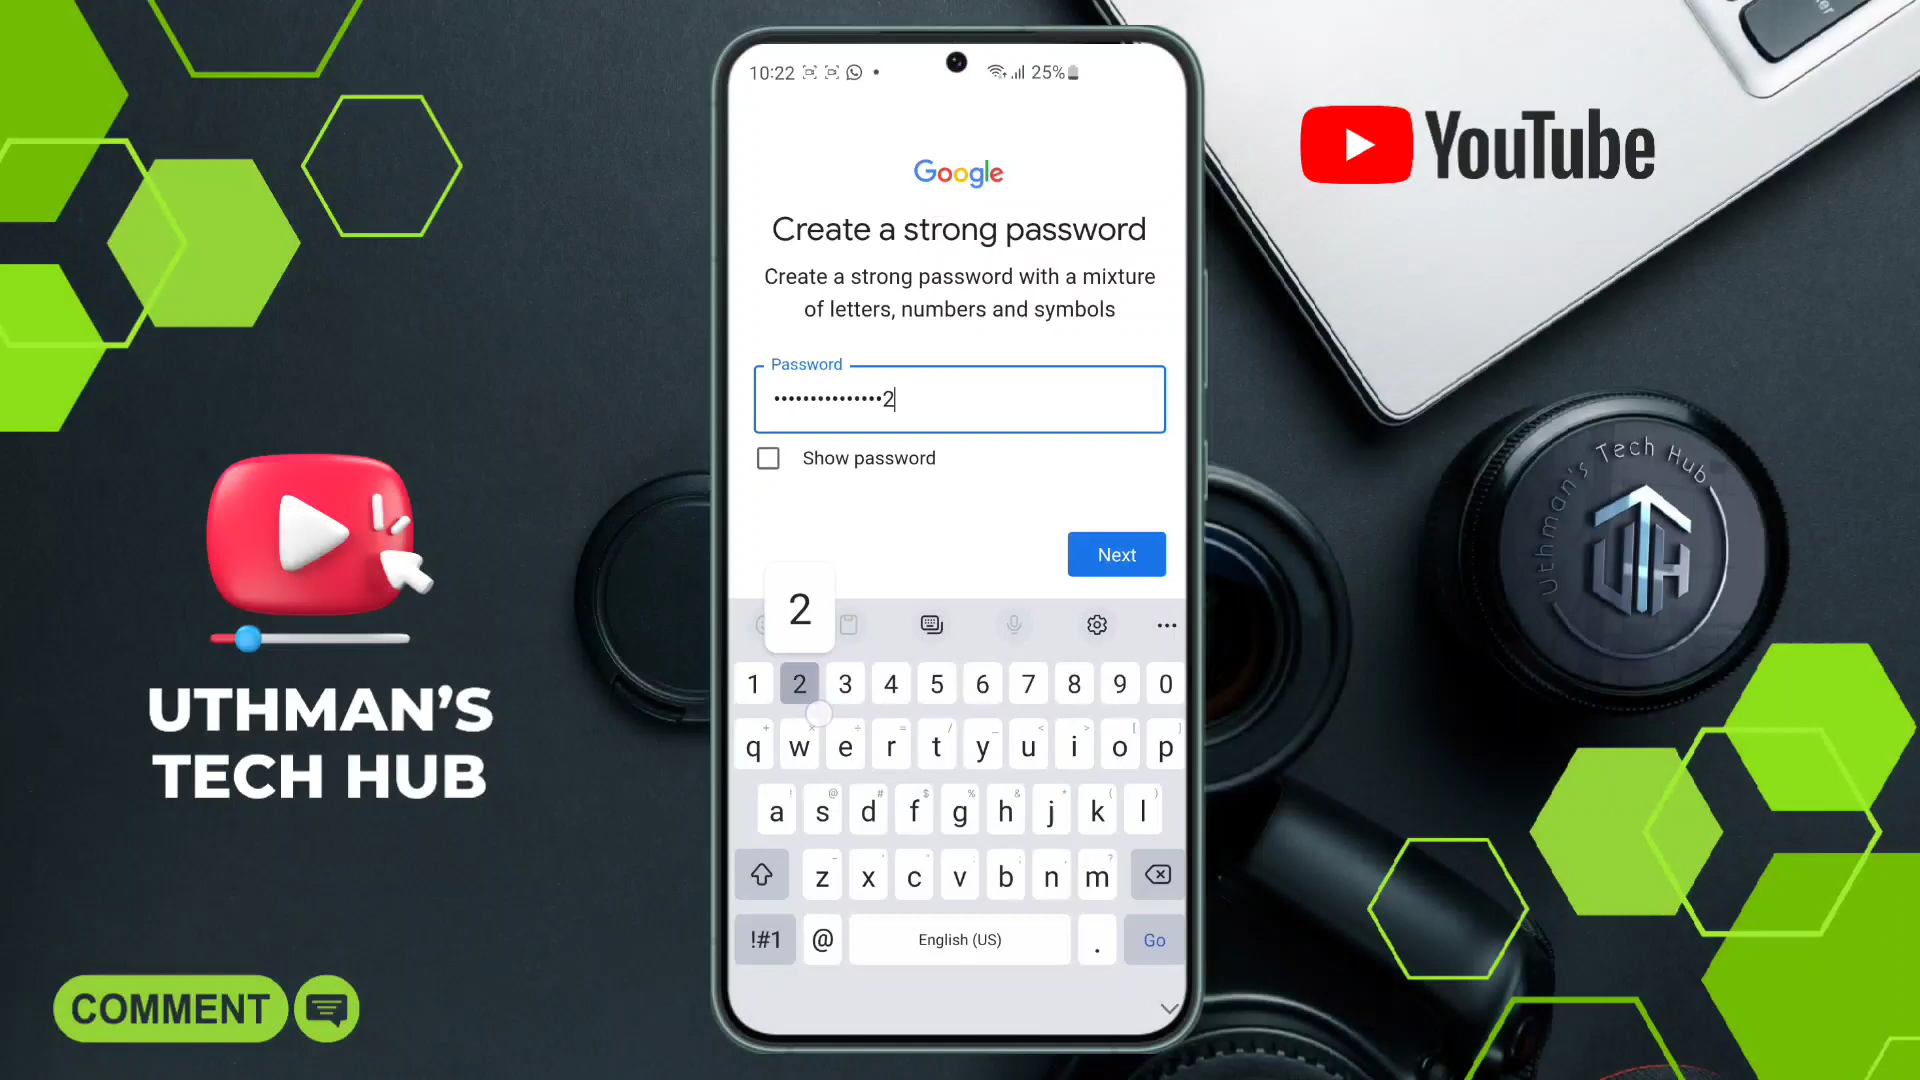 10:22 25%
Google
Create a strong password
Create a strong password with a mixture
of letters, numbers and symbols
Password
•••••••••••••••2
Show password
Next
2
1 2 3 4 5 6 7 8 9 0
q w e r t y u i o p
a s d f g h j k l
z x c v b n m
!#1 @ English (US) . Go
YouTube
Uthman's Tech Hub
UTH
UTHMAN'S
TECH HUB
COMMENT